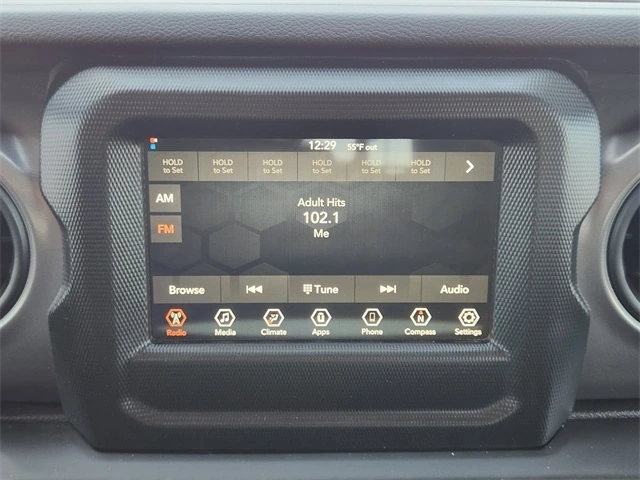 12:29 55°F out
HOLD to Set HOLD to Set HOLD to Set HOLD to Set HOLD to Set HOLD to Set
AM
Adult Hits
102.1
FM
Me
Browse Tune Audio
Radio Media Climate Apps Phone Compass Settings
N